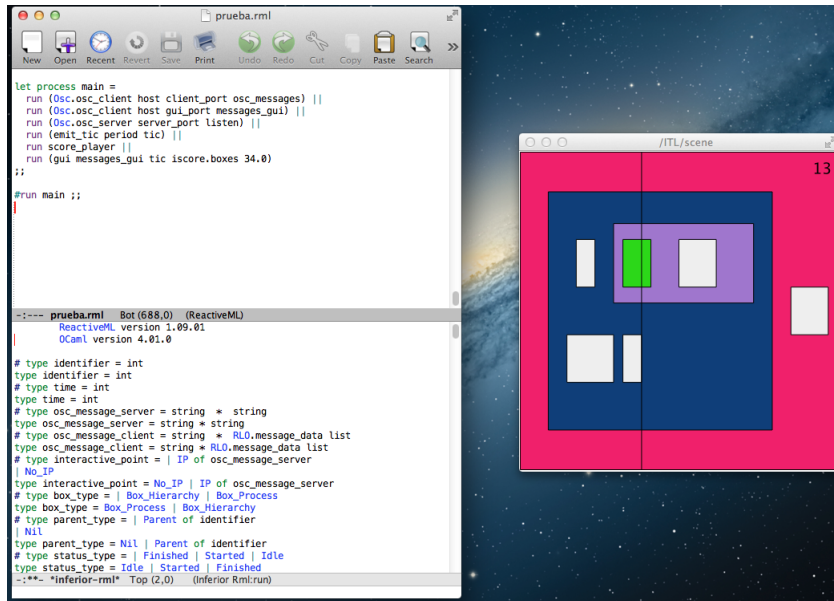 prueba.rml
New Open Recent Revert Save Print Undo Redo Cut Copy Paste Search »
let process main =
run (Osc.osc_client host client_port osc_messages) ||
run (Osc.osc_client host gui_port messages_gui) ||
run (Osc.osc_server server_port listen) ||
run (emit_tic period tic) ||
run score_player ||
run (gui messages_gui tic iscore.boxes 34.0)
;;
#run main ;;
-:--- prueba.rml Bot (688,0) (ReactiveML)
ReactiveML version 1.09.01
OCaml version 4.01.0
# type identifier = int
type identifier = int
# type time = int
type time = int
# type osc_message_server = string * string
type osc_message_server = string * string
# type osc_message_client = string * RLO.message_data list
type osc_message_client = string * RLO.message_data list
# type interactive_point = | IP of osc_message_server
| No_IP
type interactive_point = No_IP | IP of osc_message_server
# type box_type = | Box_Hierarchy | Box_Process
type box_type = Box_Process | Box_Hierarchy
# type parent_type = | Parent of identifier
| Nil
type parent_type = Nil | Parent of identifier
# type status_type = | Finished | Started | Idle
type status_type = Idle | Started | Finished
-:**- *inferior-rml* Top (2,0) (Inferior Rml:run)
/ITL/scene
13